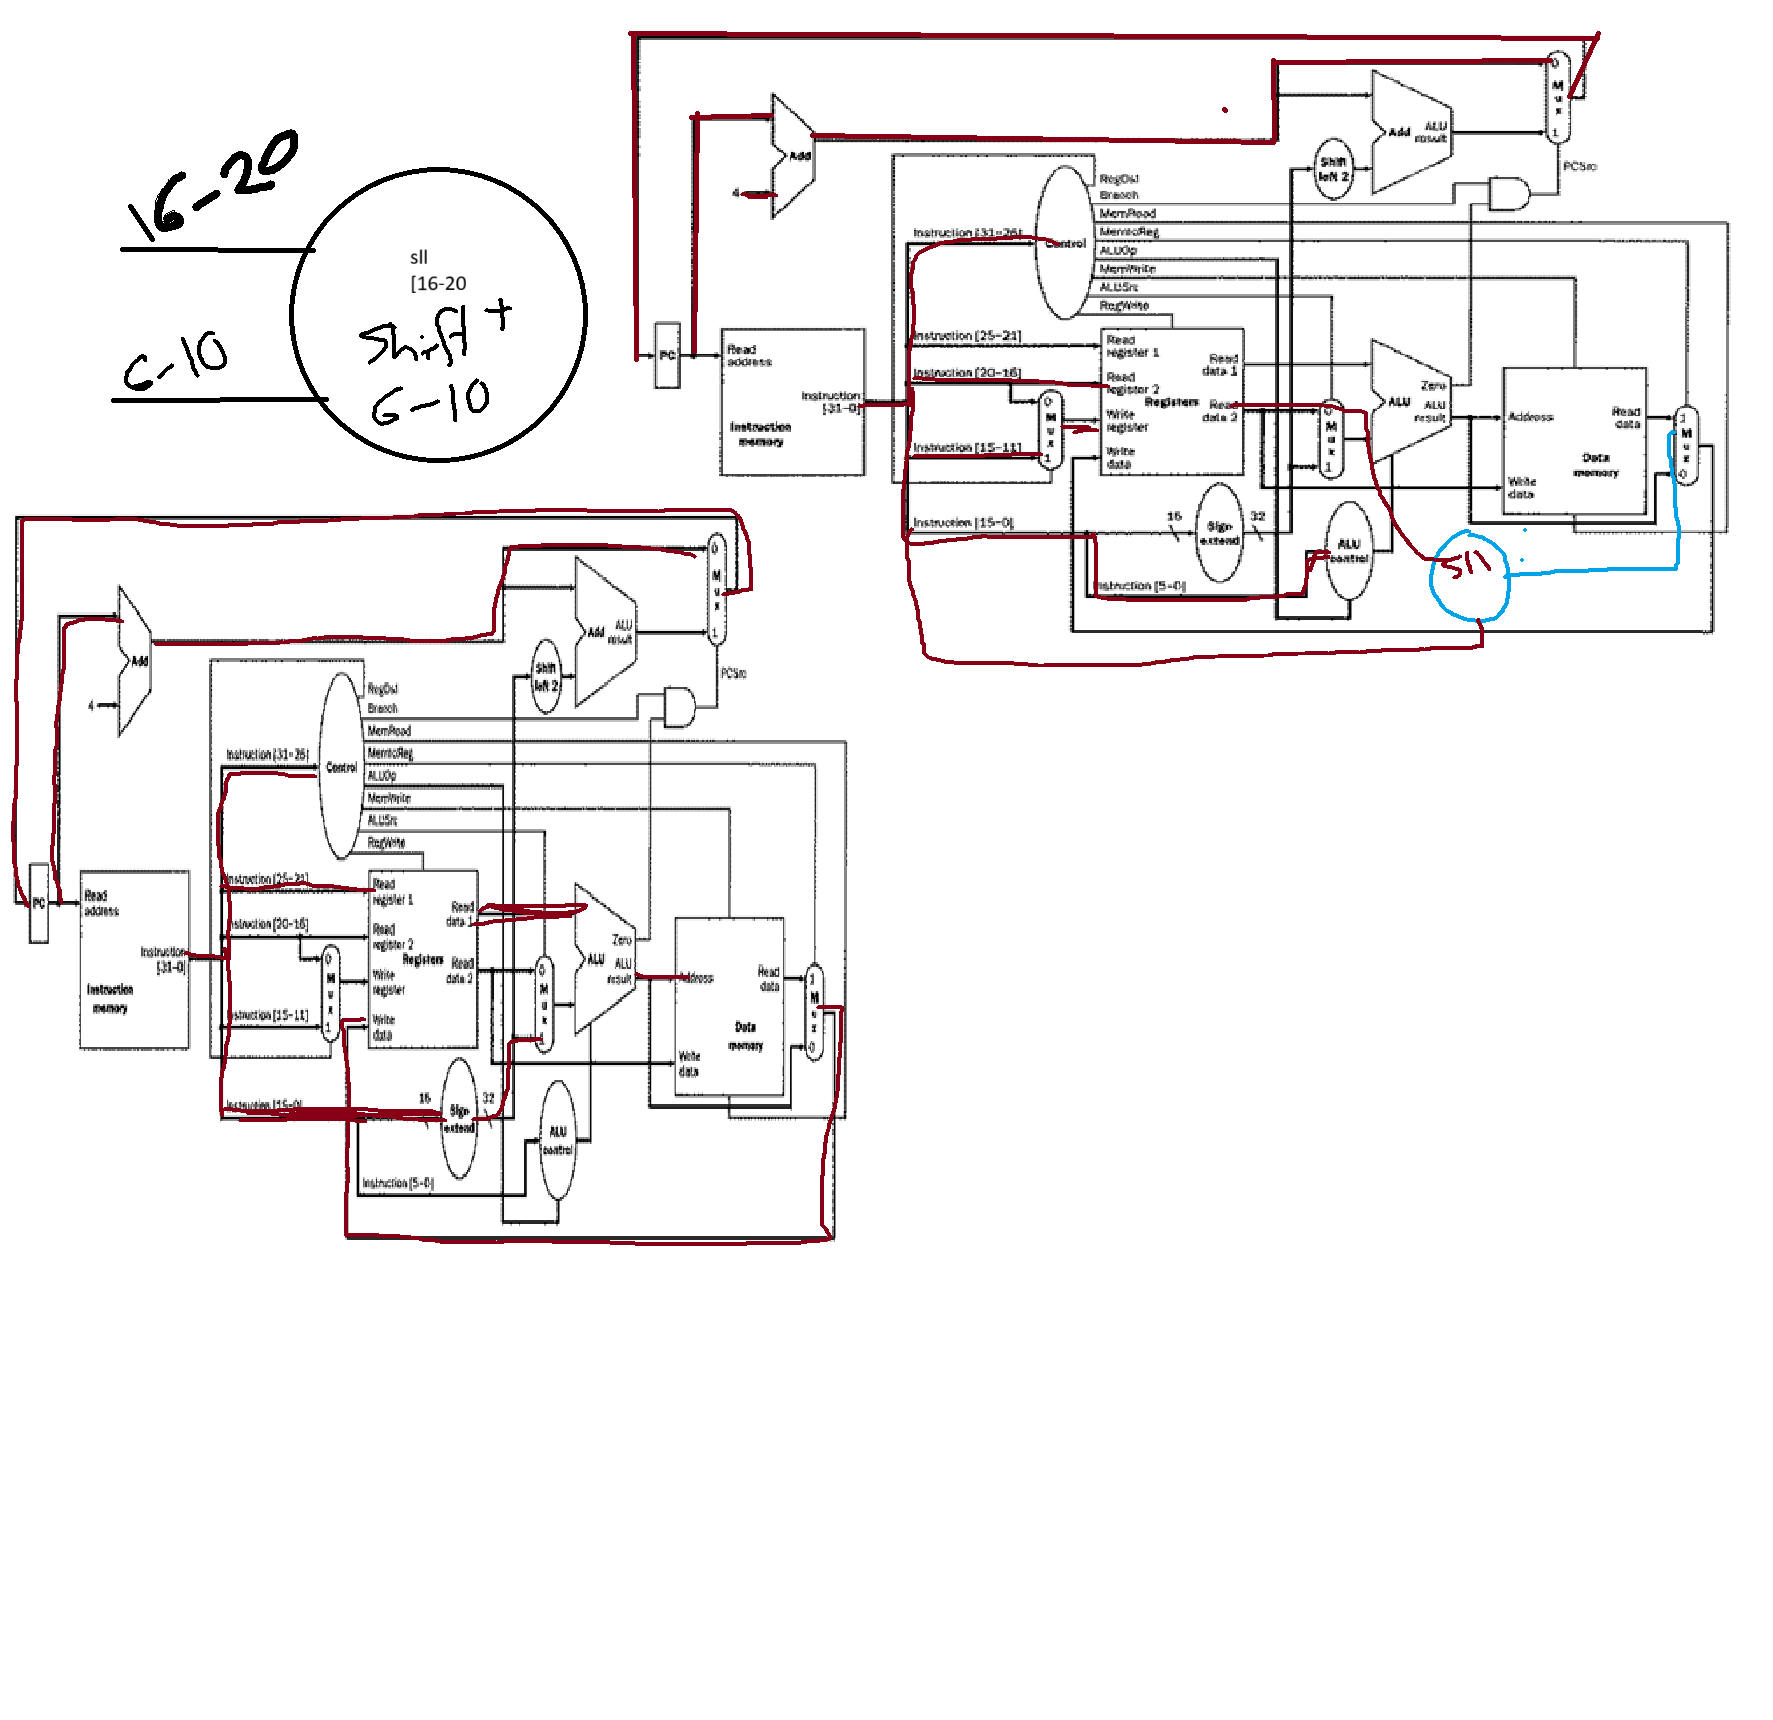 16-20
sll
[16-20
6-10
Shift +
6-10
0
M
u
x
1
Add
4
Add
ALU
result
Shift
left 2
PCSrc
RegDst
Branch
MemRead
MemtoReg
ALUOp
MemWrite
ALUSrc
RegWrite
Instruction [31-26]
Control
Instruction [25-21]
Instruction [20-16]
Instruction [15-11]
Instruction [15-0]
Instruction [5-0]
PC
Read
address
Instruction
[31-0]
Instruction
memory
0
M
u
x
1
Read
register 1
Read
register 2
Write
register
Write
data
Registers
Read
data 1
Read
data 2
0
M
u
x
1
Zero
ALU
ALU
result
Address
Read
data
Data
memory
Write
data
1
M
u
x
0
16
Sign
extend
32
ALU
control
sll
0
M
u
x
1
Add
4
Add
ALU
result
Shift
left 2
PCSrc
RegDst
Branch
MemRead
MemtoReg
ALUOp
MemWrite
ALUSrc
RegWrite
Instruction [31-26]
Control
Instruction [25-21]
Instruction [20-16]
Instruction [15-11]
Instruction [15-0]
Instruction [5-0]
PC
Read
address
Instruction
[31-0]
Instruction
memory
0
M
u
x
1
Read
register 1
Read
register 2
Write
register
Write
data
Registers
Read
data 1
Read
data 2
0
M
u
x
Zero
ALU
ALU
result
Address
Read
data
Data
memory
Write
data
1
M
u
x
0
16
Sign
extend
32
ALU
control